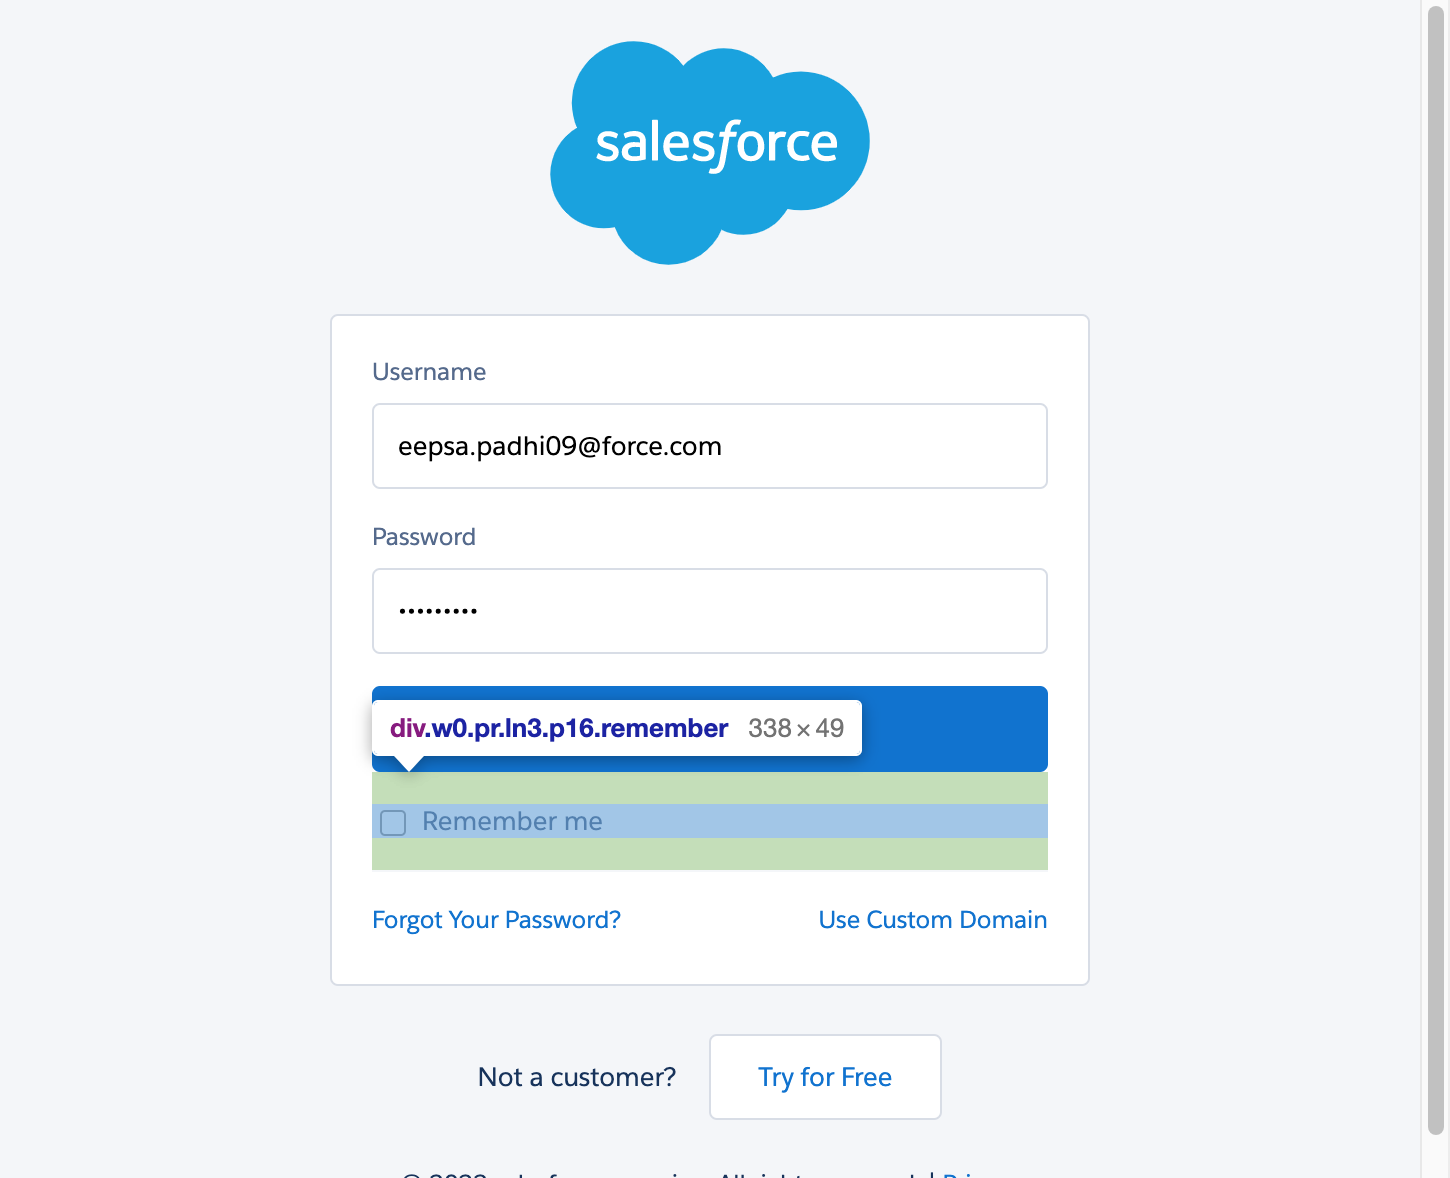 salesforce
Username
eepsa.padhi09@force.com
Password
•••••••••
div.w0.pr.ln3.p16.remember 338 × 49
Remember me
Forgot Your Password? Use Custom Domain
Not a customer? Try for Free